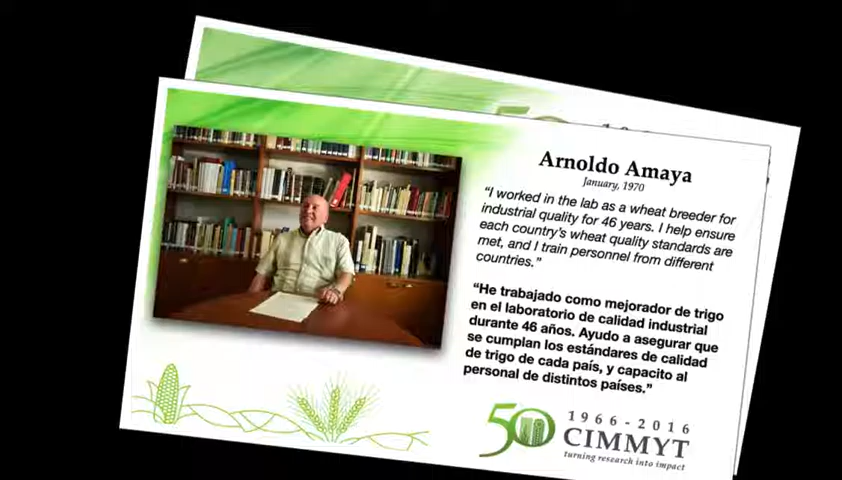 Arnoldo Amaya
January, 1970
“I worked in the lab as a wheat breeder for
industrial quality for 46 years. I help ensure
each country’s wheat quality standards are
met, and I train personnel from different
countries.”
“He trabajado como mejorador de trigo
en el laboratorio de calidad industrial
durante 46 años. Ayudo a asegurar que
se cumplan los estándares de calidad
de trigo de cada país, y capacito al
personal de distintos países.”
50
1966-2016
CIMMYT
turning research into impact